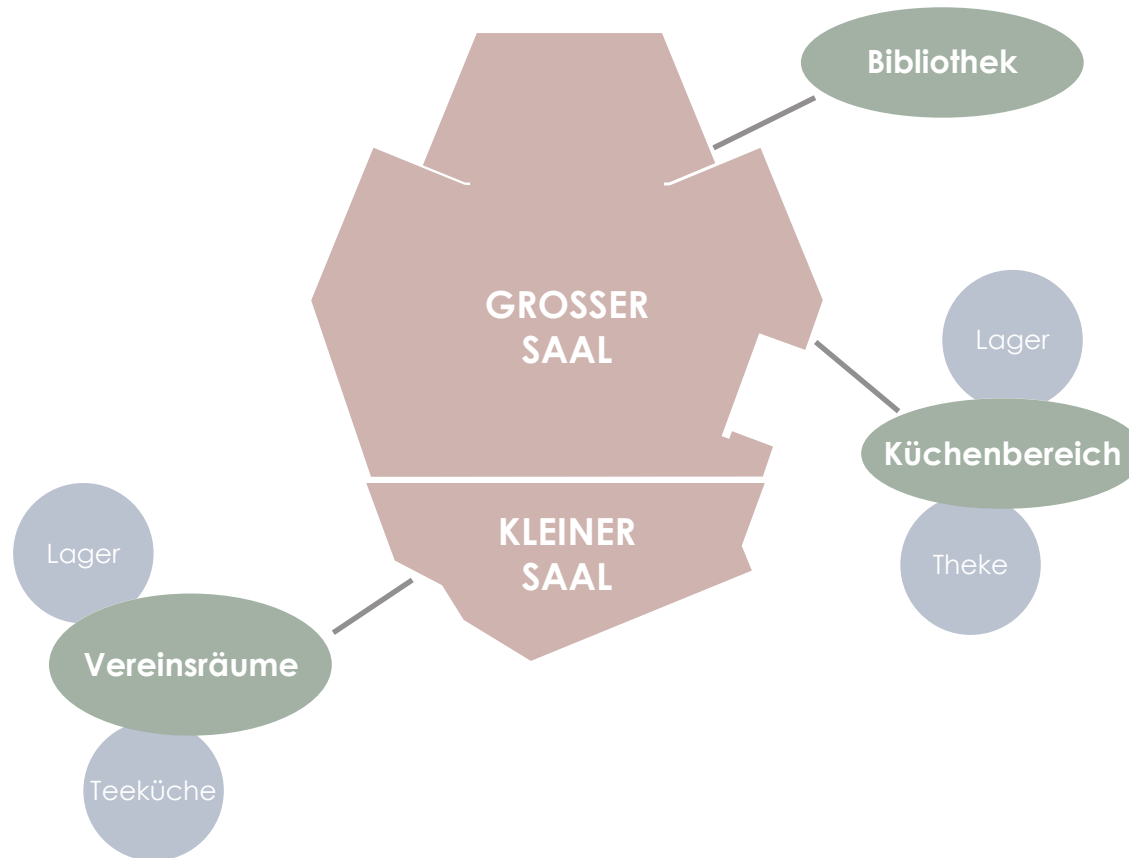 Bibliothek
GROSSER
SAAL
Lager
Küchenbereich
KLEINER
SAAL
Lager
Theke
Vereinsräume
Teeküche